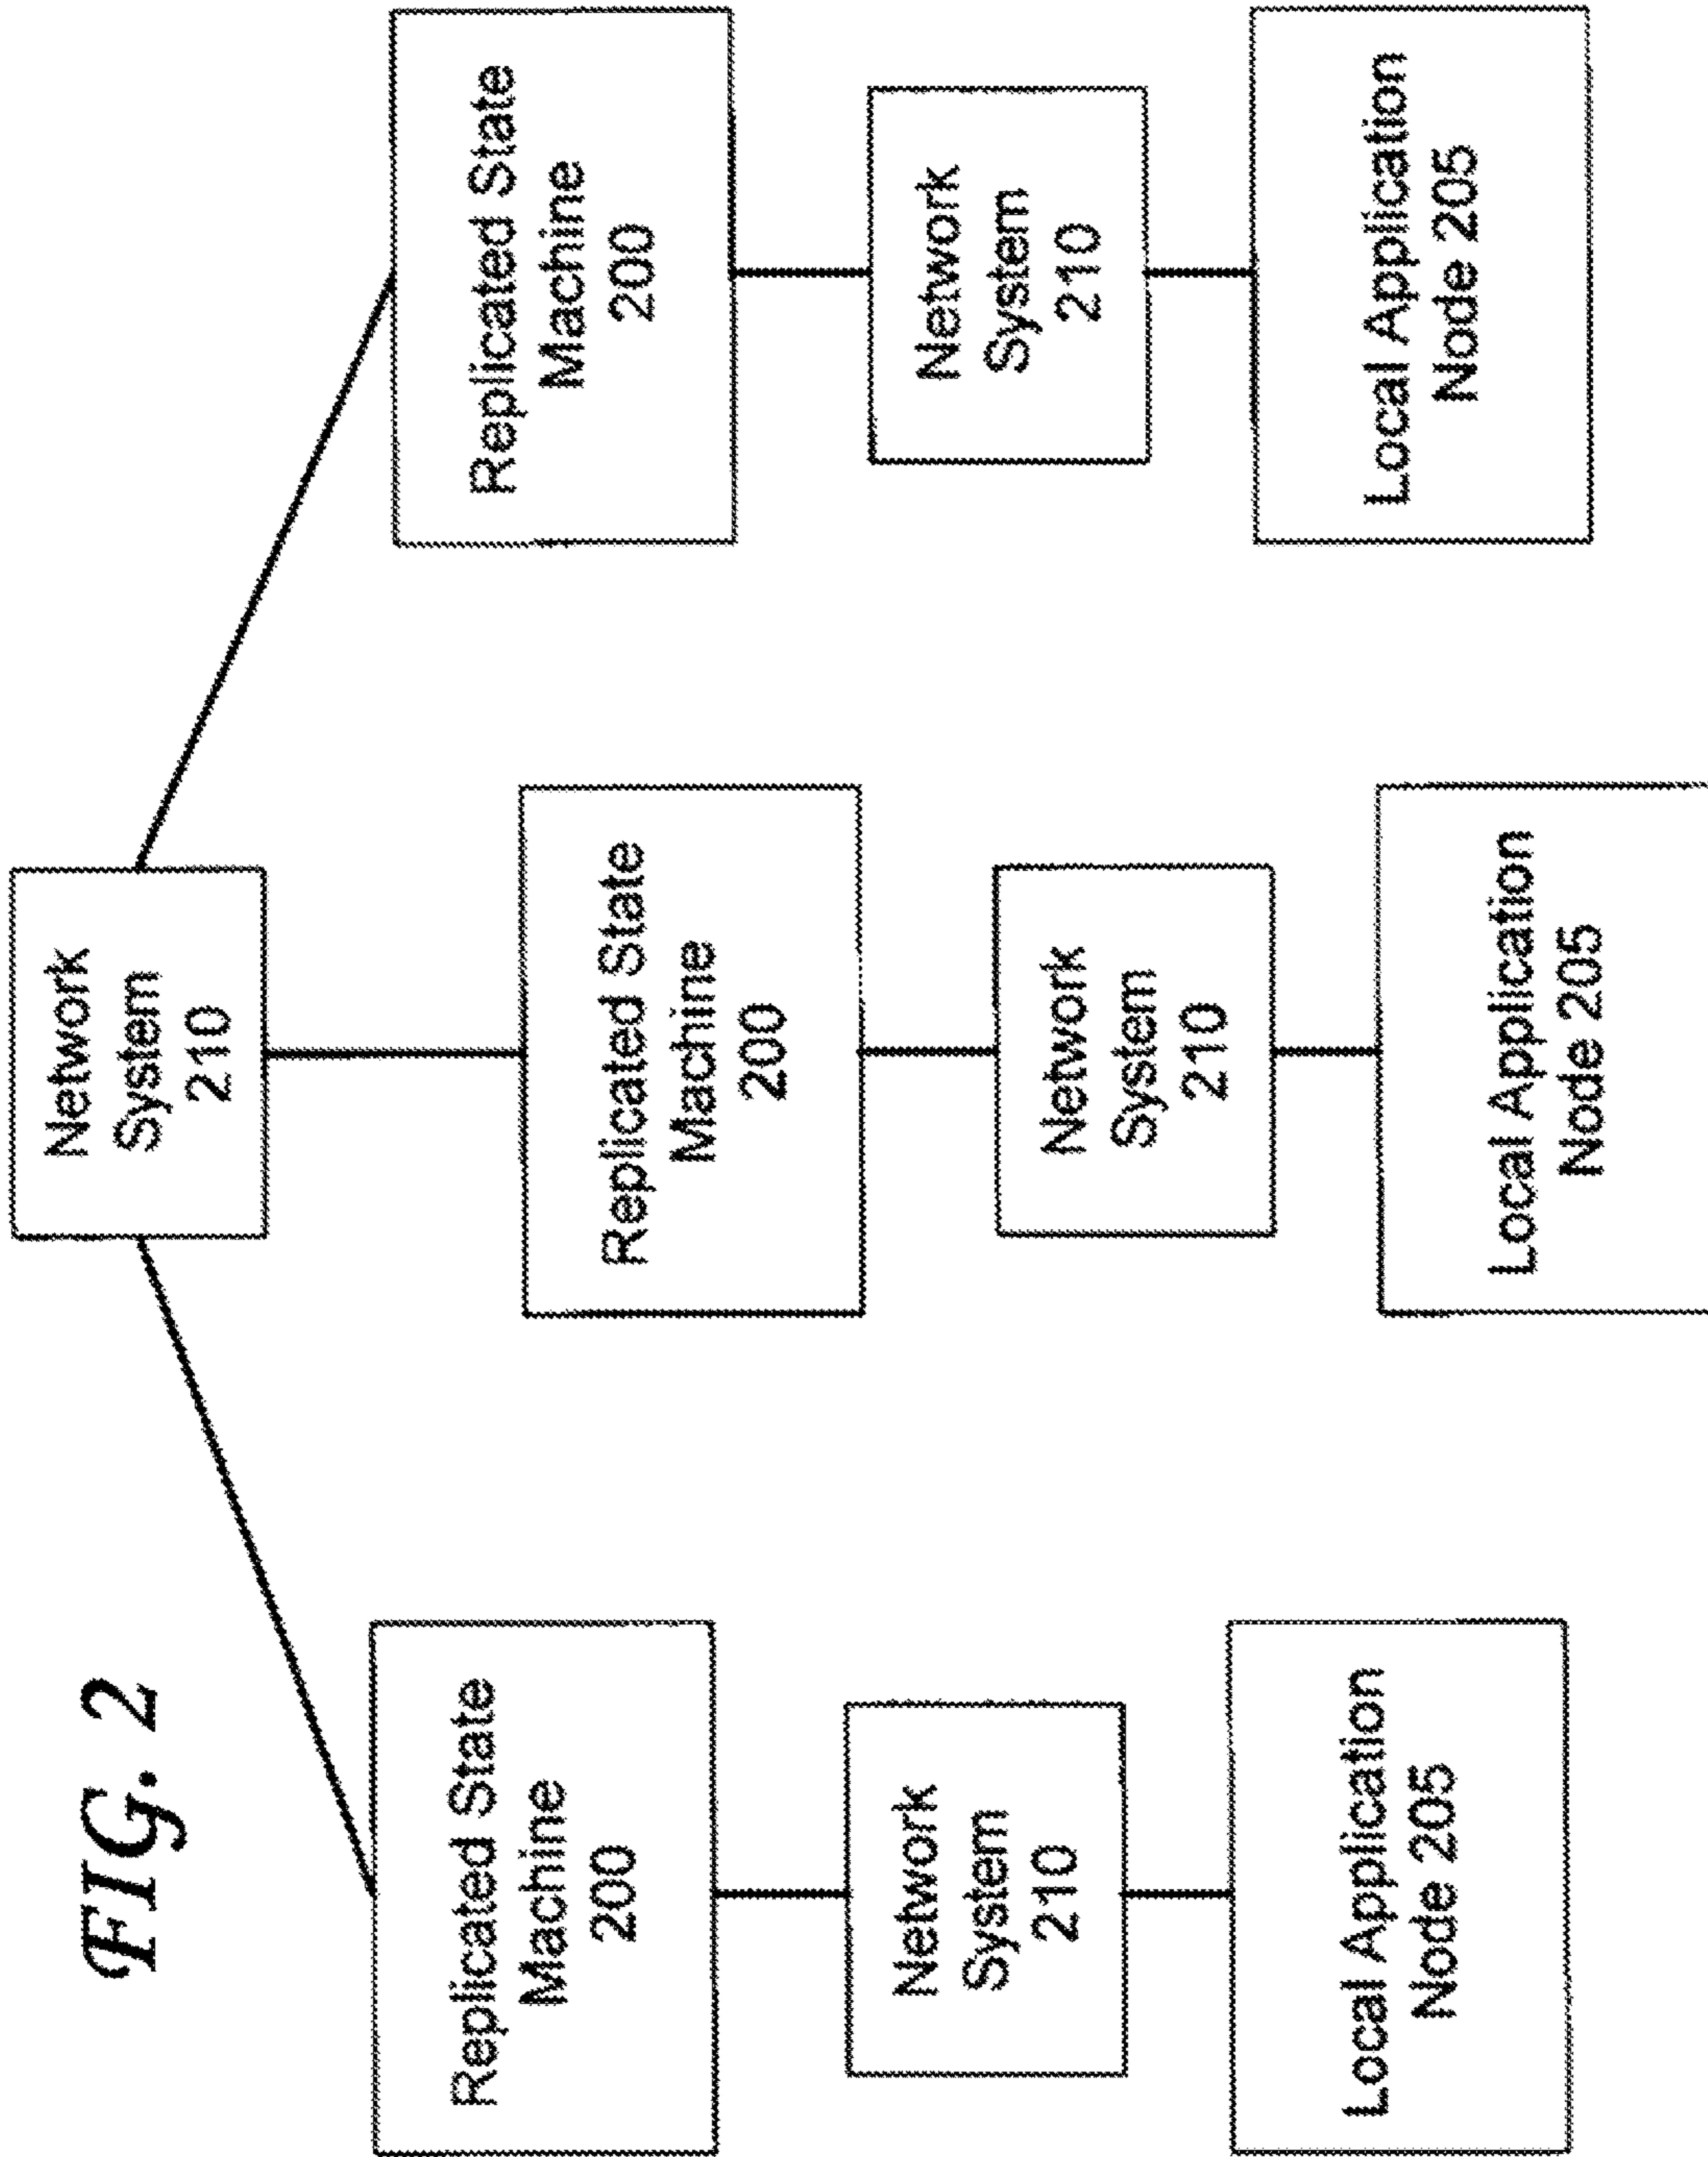 FIG. 2
Network
System
210
Replicated State
Machine
200
Network
System
210
Local Application
Node 205
Replicated State
Machine
200
Network
System
210
Local Application
Node 205
Replicated State
Machine
200
Network
System
210
Local Application
Node 205